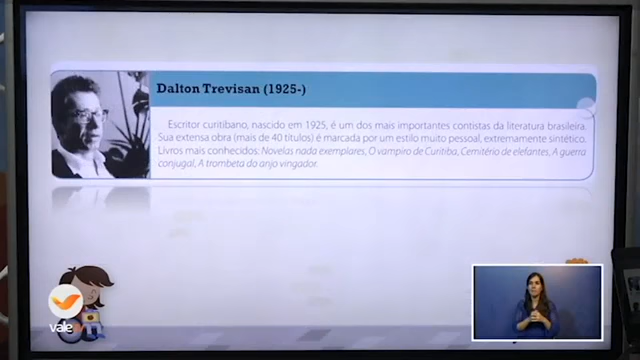 Dalton Trevisan (1925-)
Escritor curitibano, nascido em 1925, é um dos mais importantes contistas da literatura brasileira.
Sua extensa obra (mais de 40 títulos) é marcada por um estilo muito pessoal, extremamente sintético.
Livros mais conhecidos: Novelas nada exemplares, O vampiro de Curitiba, Cemitério de elefantes, A guerra
conjugal, A trombeta do anjo vingador.
vale